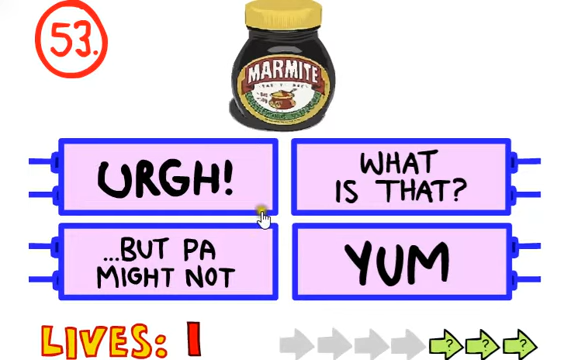 53.
MARMITE
URGH!
WHAT
IS THAT?
...BUT PA
MIGHT NOT
YUM
LIVES: 1
? ? ?